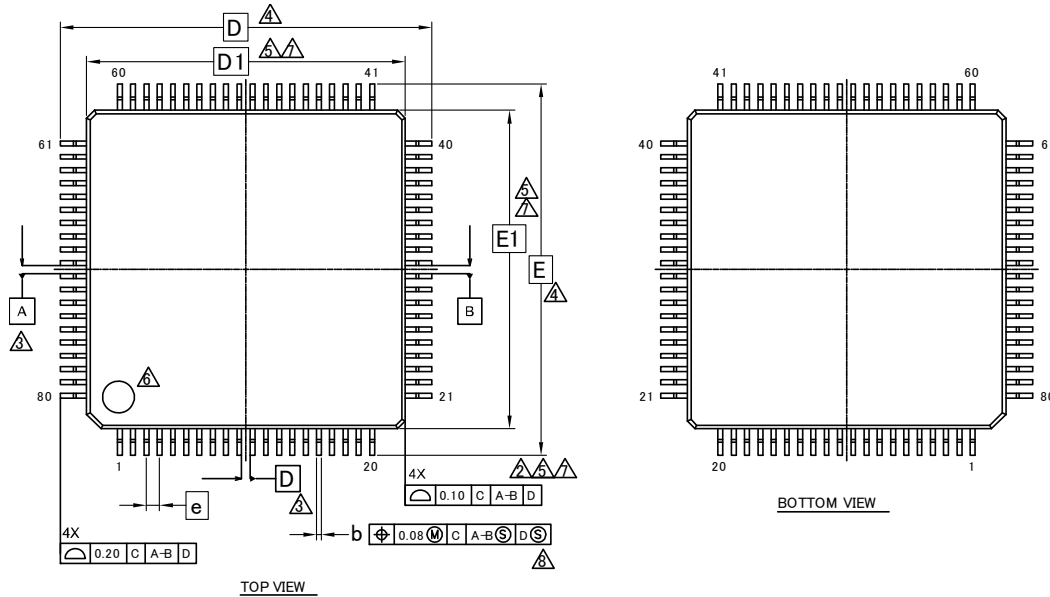 D 4
D1 5 7
60 41
41 60
61 40
40 6
5
7
E1
E
4
A
B
3
6
80 21
21 80
1 20
20 1
D
3
e
2 5 7
4X
0.10 C A-B D
BOTTOM VIEW
b 0.08 M C A-B S D S
8
4X
0.20 C A-B D
TOP VIEW